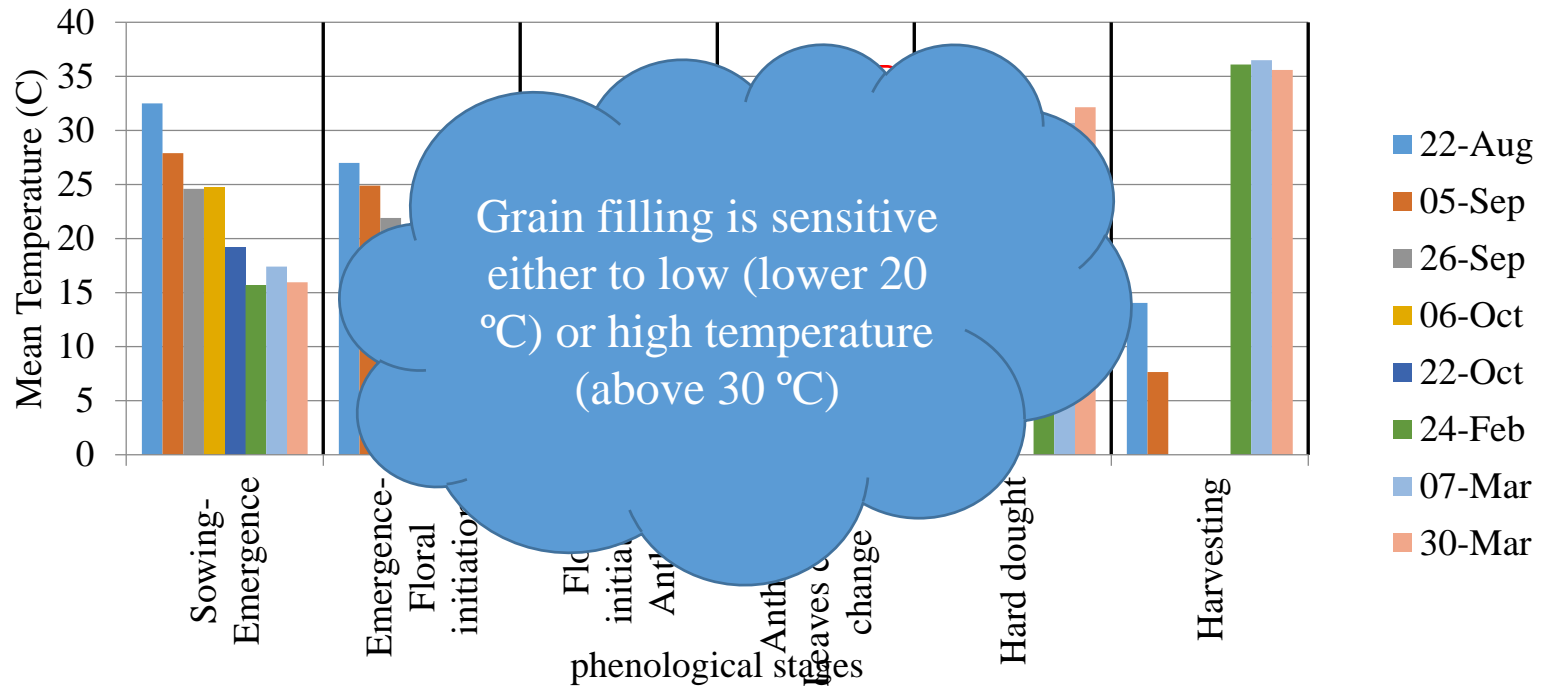 40
35
30
25
20
15
10
5
0
Mean Temperature (C)
Grain filling is sensitive
either to low (lower 20
ºC) or high temperature
(above 30 ºC)
22-Aug
05-Sep
26-Sep
06-Oct
22-Oct
24-Feb
07-Mar
30-Mar
Sowing-
Emergence
Emergence-
Floral
initiation
Leaves
change
Hard dought
Harvesting
phenological stages